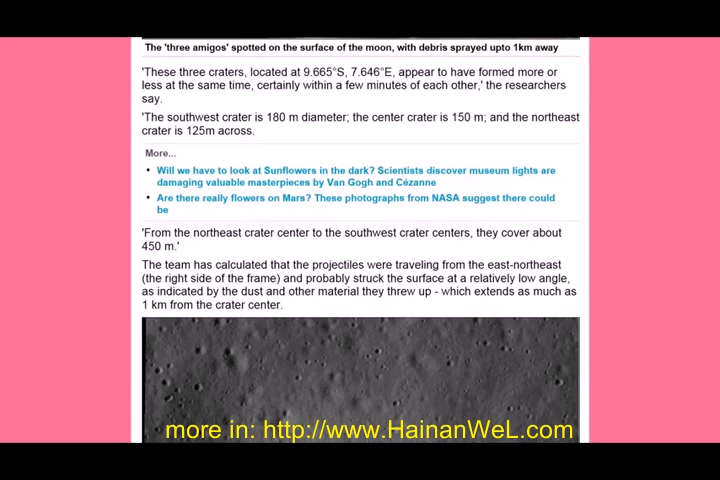 The 'three amigos' spotted on the surface of the moon, with debris sprayed upto 1km away
'These three craters, located at 9.665°S, 7.646°E, appear to have formed more or
less at the same time, certainly within a few minutes of each other,' the researchers
say.
'The southwest crater is 180 m diameter; the center crater is 150 m; and the northeast
crater is 125m across.
More...
• Will we have to look at Sunflowers in the dark? Scientists discover museum lights are
damaging valuable masterpieces by Van Gogh and Cézanne
• Are there really flowers on Mars? These photographs from NASA suggest there could
be
'From the northeast crater center to the southwest crater centers, they cover about
450 m.'
The team has calculated that the projectiles were traveling from the east-northeast
(the right side of the frame) and probably struck the surface at a relatively low angle,
as indicated by the dust and other material they threw up - which extends as much as
1 km from the crater center.
more in: http://www.HainanWeL.com